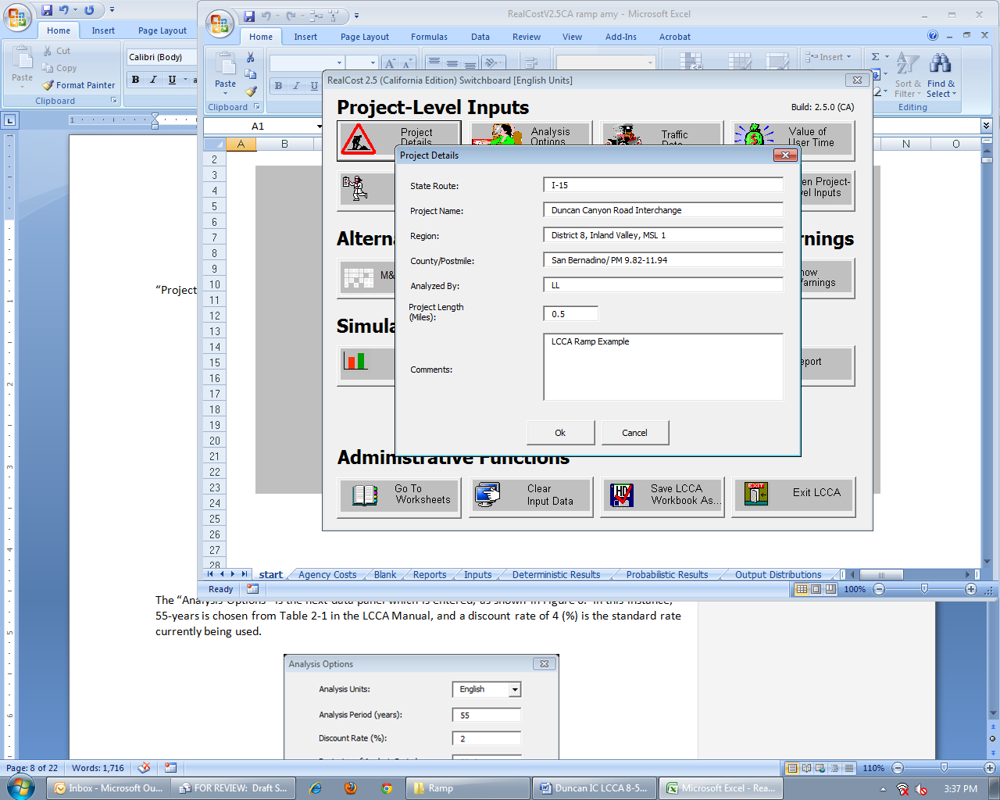 RealCostV2.5CA ramp amy - Microsoft Excel
Home Insert Page Layout
Home Insert Page Layout Formulas Data Review View Add-Ins Acrobat
Cut
Copy
Paste
Format Painter
Clipboard
Calibri (Body)
B I U
Paste
Clipboard
B I U
Insert
Σ
Sort & Filter
Find & Select
Editing
A1
A B N O
2
3
4
5
6
7
8
9
10
11
12
13
14
15
16
17
18
19
20
21
22
23
24
25
26
27
28
RealCost 2.5 (California Edition) Switchboard [English Units]
Project-Level Inputs
Build: 2.5.0 (CA)
Project Details
Analysis Options
Traffic
Value of User Time
en Project-
vel Inputs
Altern
nings
M&
how
arnings
Simula
eport
Administrative Functions
Go To Worksheets
Clear Input Data
Save LCCA Workbook As...
Exit LCCA
Project Details
State Route: I-15
Project Name: Duncan Canyon Road Interchange
Region: District 8, Inland Valley, MSL 1
County/Postmile: San Bernadino/ PM 9.82-11.94
Analyzed By: LL
Project Length (Miles): 0.5
Comments: LCCA Ramp Example
Ok Cancel
start Agency Costs Blank Reports Inputs Deterministic Results Probabilistic Results Output Distributions
Ready 100%
“Project
The “Analysis Options” is the next data panel which is entered, as shown in Figure 6. In this instance,
55-years is chosen from Table 2-1 in the LCCA Manual, and a discount rate of 4 (%) is the standard rate
currently being used.
Analysis Options
Analysis Units: English
Analysis Period (years): 55
Discount Rate (%): 2
Page: 8 of 22 Words: 1,716 110%
Inbox - Microsoft Ou... FOR REVIEW: Draft S... Ramp Duncan IC LCCA 8-5... Microsoft Excel - Rea... 3:37 PM